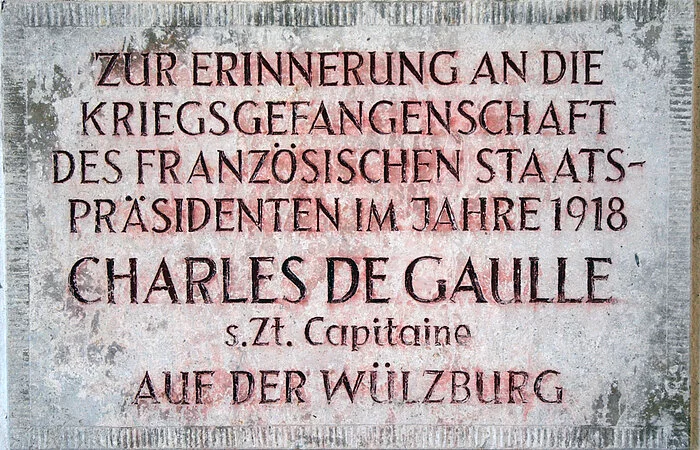 ZUR ERINNERUNG AN DIE
KRIEGSGEFANGENSCHAFT
DES FRANZÖSISCHEN STAATS-
PRÄSIDENTEN IM JAHRE 1918
CHARLES DE GAULLE
s.Zt. Capitaine
AUF DER WÜLZBURG